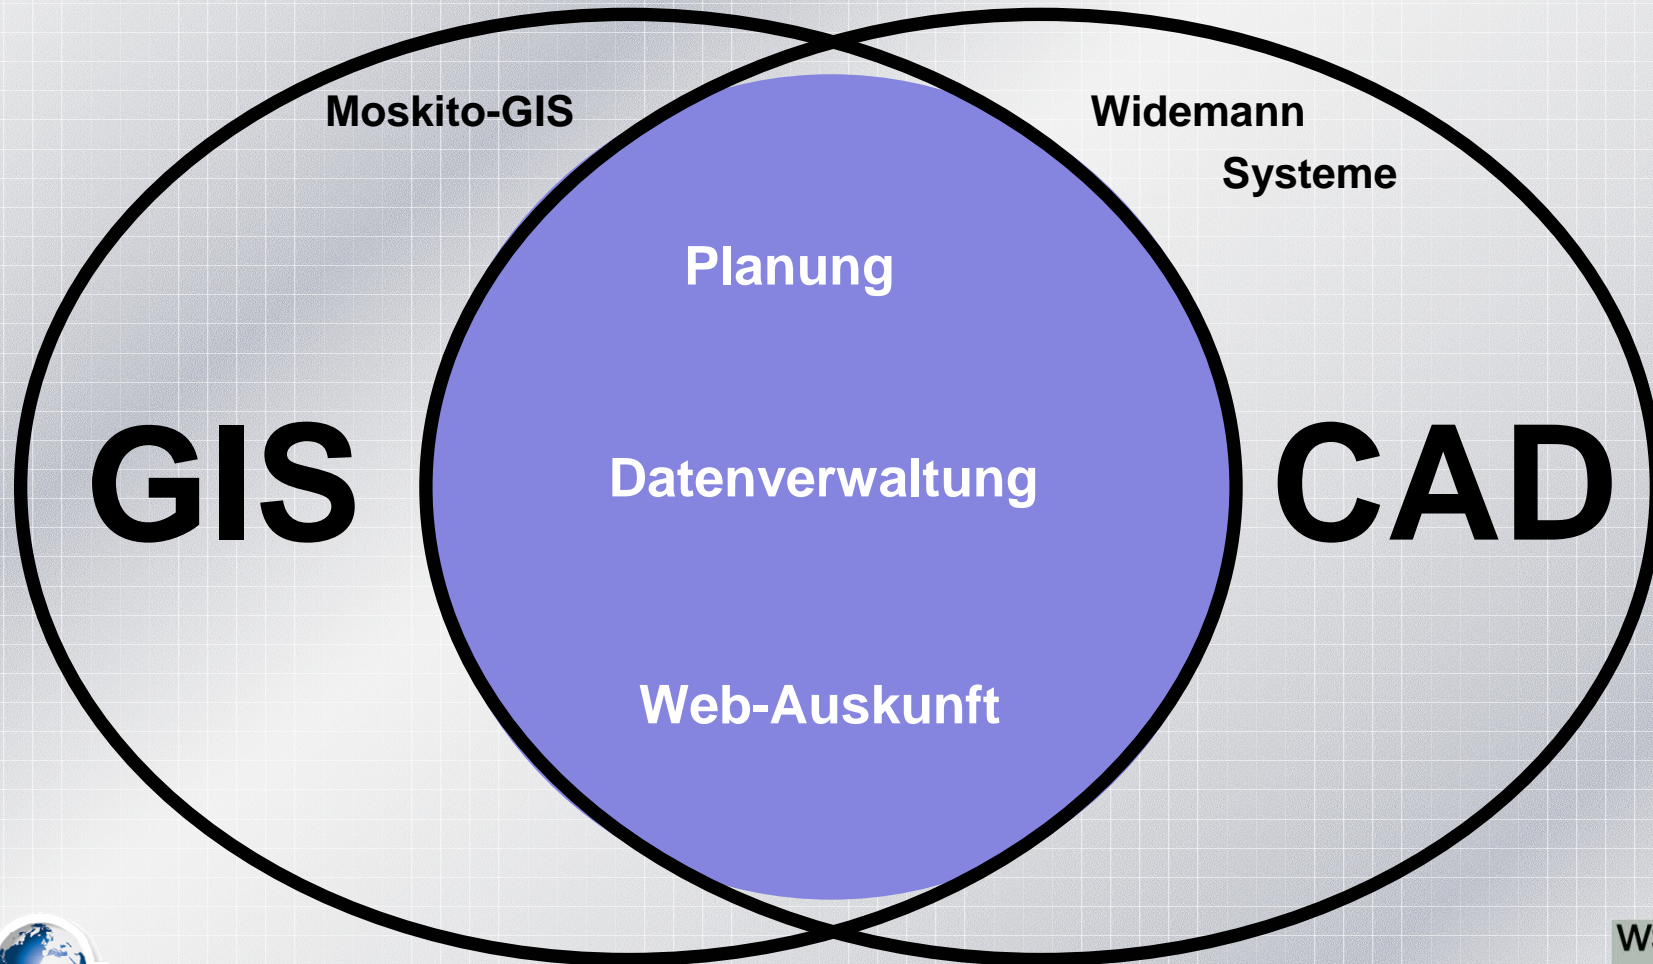 Moskito-GIS
Widemann
Systeme
Planung
GIS
Datenverwaltung
CAD
Web-Auskunft